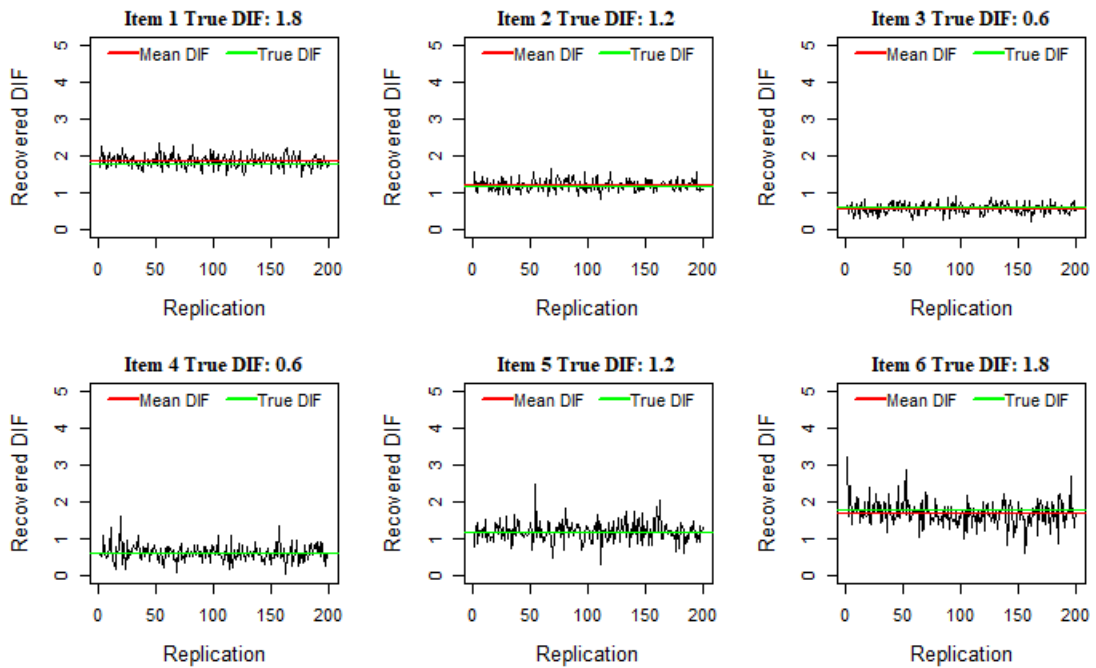 Item 1 True DIF: 1.8
Mean DIF True DIF
Recovered DIF
0 1 2 3 4 5
0 50 100 150 200
Replication
Item 2 True DIF: 1.2
Mean DIF True DIF
Recovered DIF
0 1 2 3 4 5
0 50 100 150 200
Replication
Item 3 True DIF: 0.6
Mean DIF True DIF
Recovered DIF
0 1 2 3 4 5
0 50 100 150 200
Replication
Item 4 True DIF: 0.6
Mean DIF True DIF
Recovered DIF
0 1 2 3 4 5
0 50 100 150 200
Replication
Item 5 True DIF: 1.2
Mean DIF True DIF
Recovered DIF
0 1 2 3 4 5
0 50 100 150 200
Replication
Item 6 True DIF: 1.8
Mean DIF True DIF
Recovered DIF
0 1 2 3 4 5
0 50 100 150 200
Replication